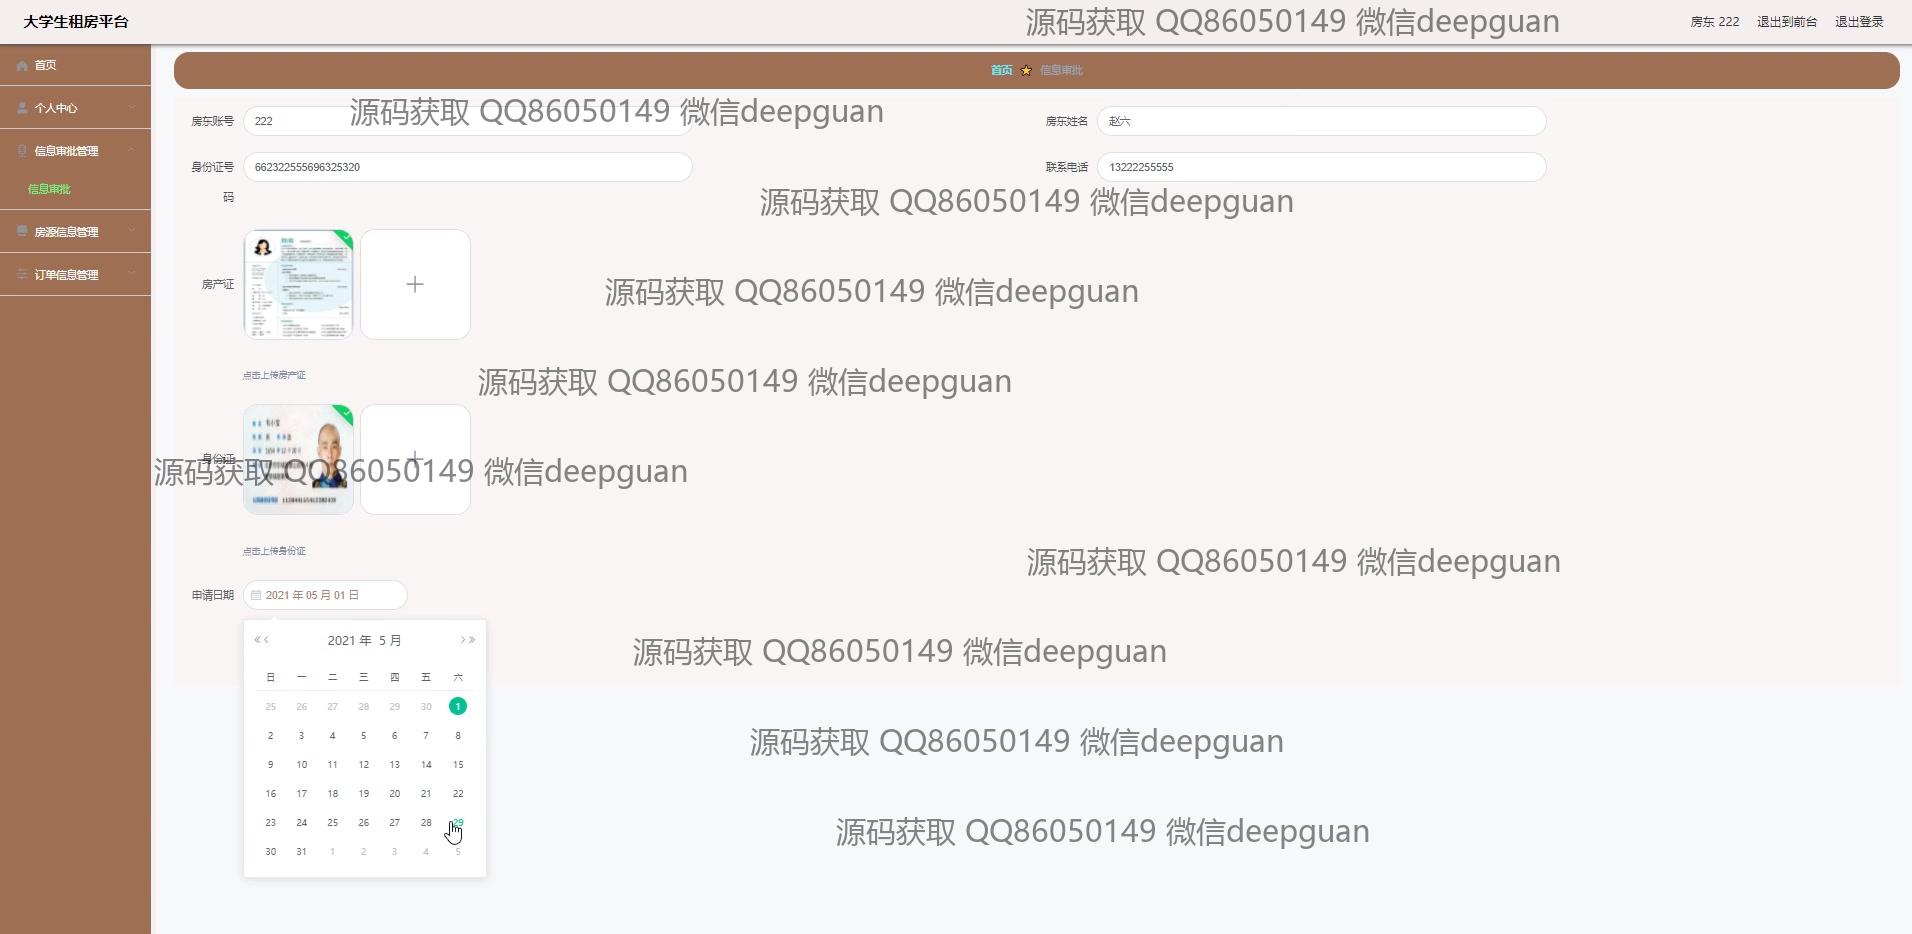 大学生租房平台
源码获取 QQ86050149 微信deepguan
房东 222 退出到前台 退出登录
首页
个人中心
信息审批管理
信息审批
房源信息管理
订单信息管理
首页 信息审批
源码获取 QQ86050149 微信deepguan
房东账号 222
房东姓名 赵六
身份证号码 662322555696325320
联系电话 13222255555
源码获取 QQ86050149 微信deepguan
房产证
源码获取 QQ86050149 微信deepguan
点击上传房产证
源码获取 QQ86050149 微信deepguan
身份证
源码获取 QQ86050149 微信deepguan
点击上传身份证
源码获取 QQ86050149 微信deepguan
申请日期 2021 年 05 月 01 日
2021 年 5 月
源码获取 QQ86050149 微信deepguan
日 一 二 三 四 五 六
25 26 27 28 29 30 1
2 3 4 5 6 7 8
源码获取 QQ86050149 微信deepguan
9 10 11 12 13 14 15
16 17 18 19 20 21 22
23 24 25 26 27 28 29
源码获取 QQ86050149 微信deepguan
30 31 1 2 3 4 5